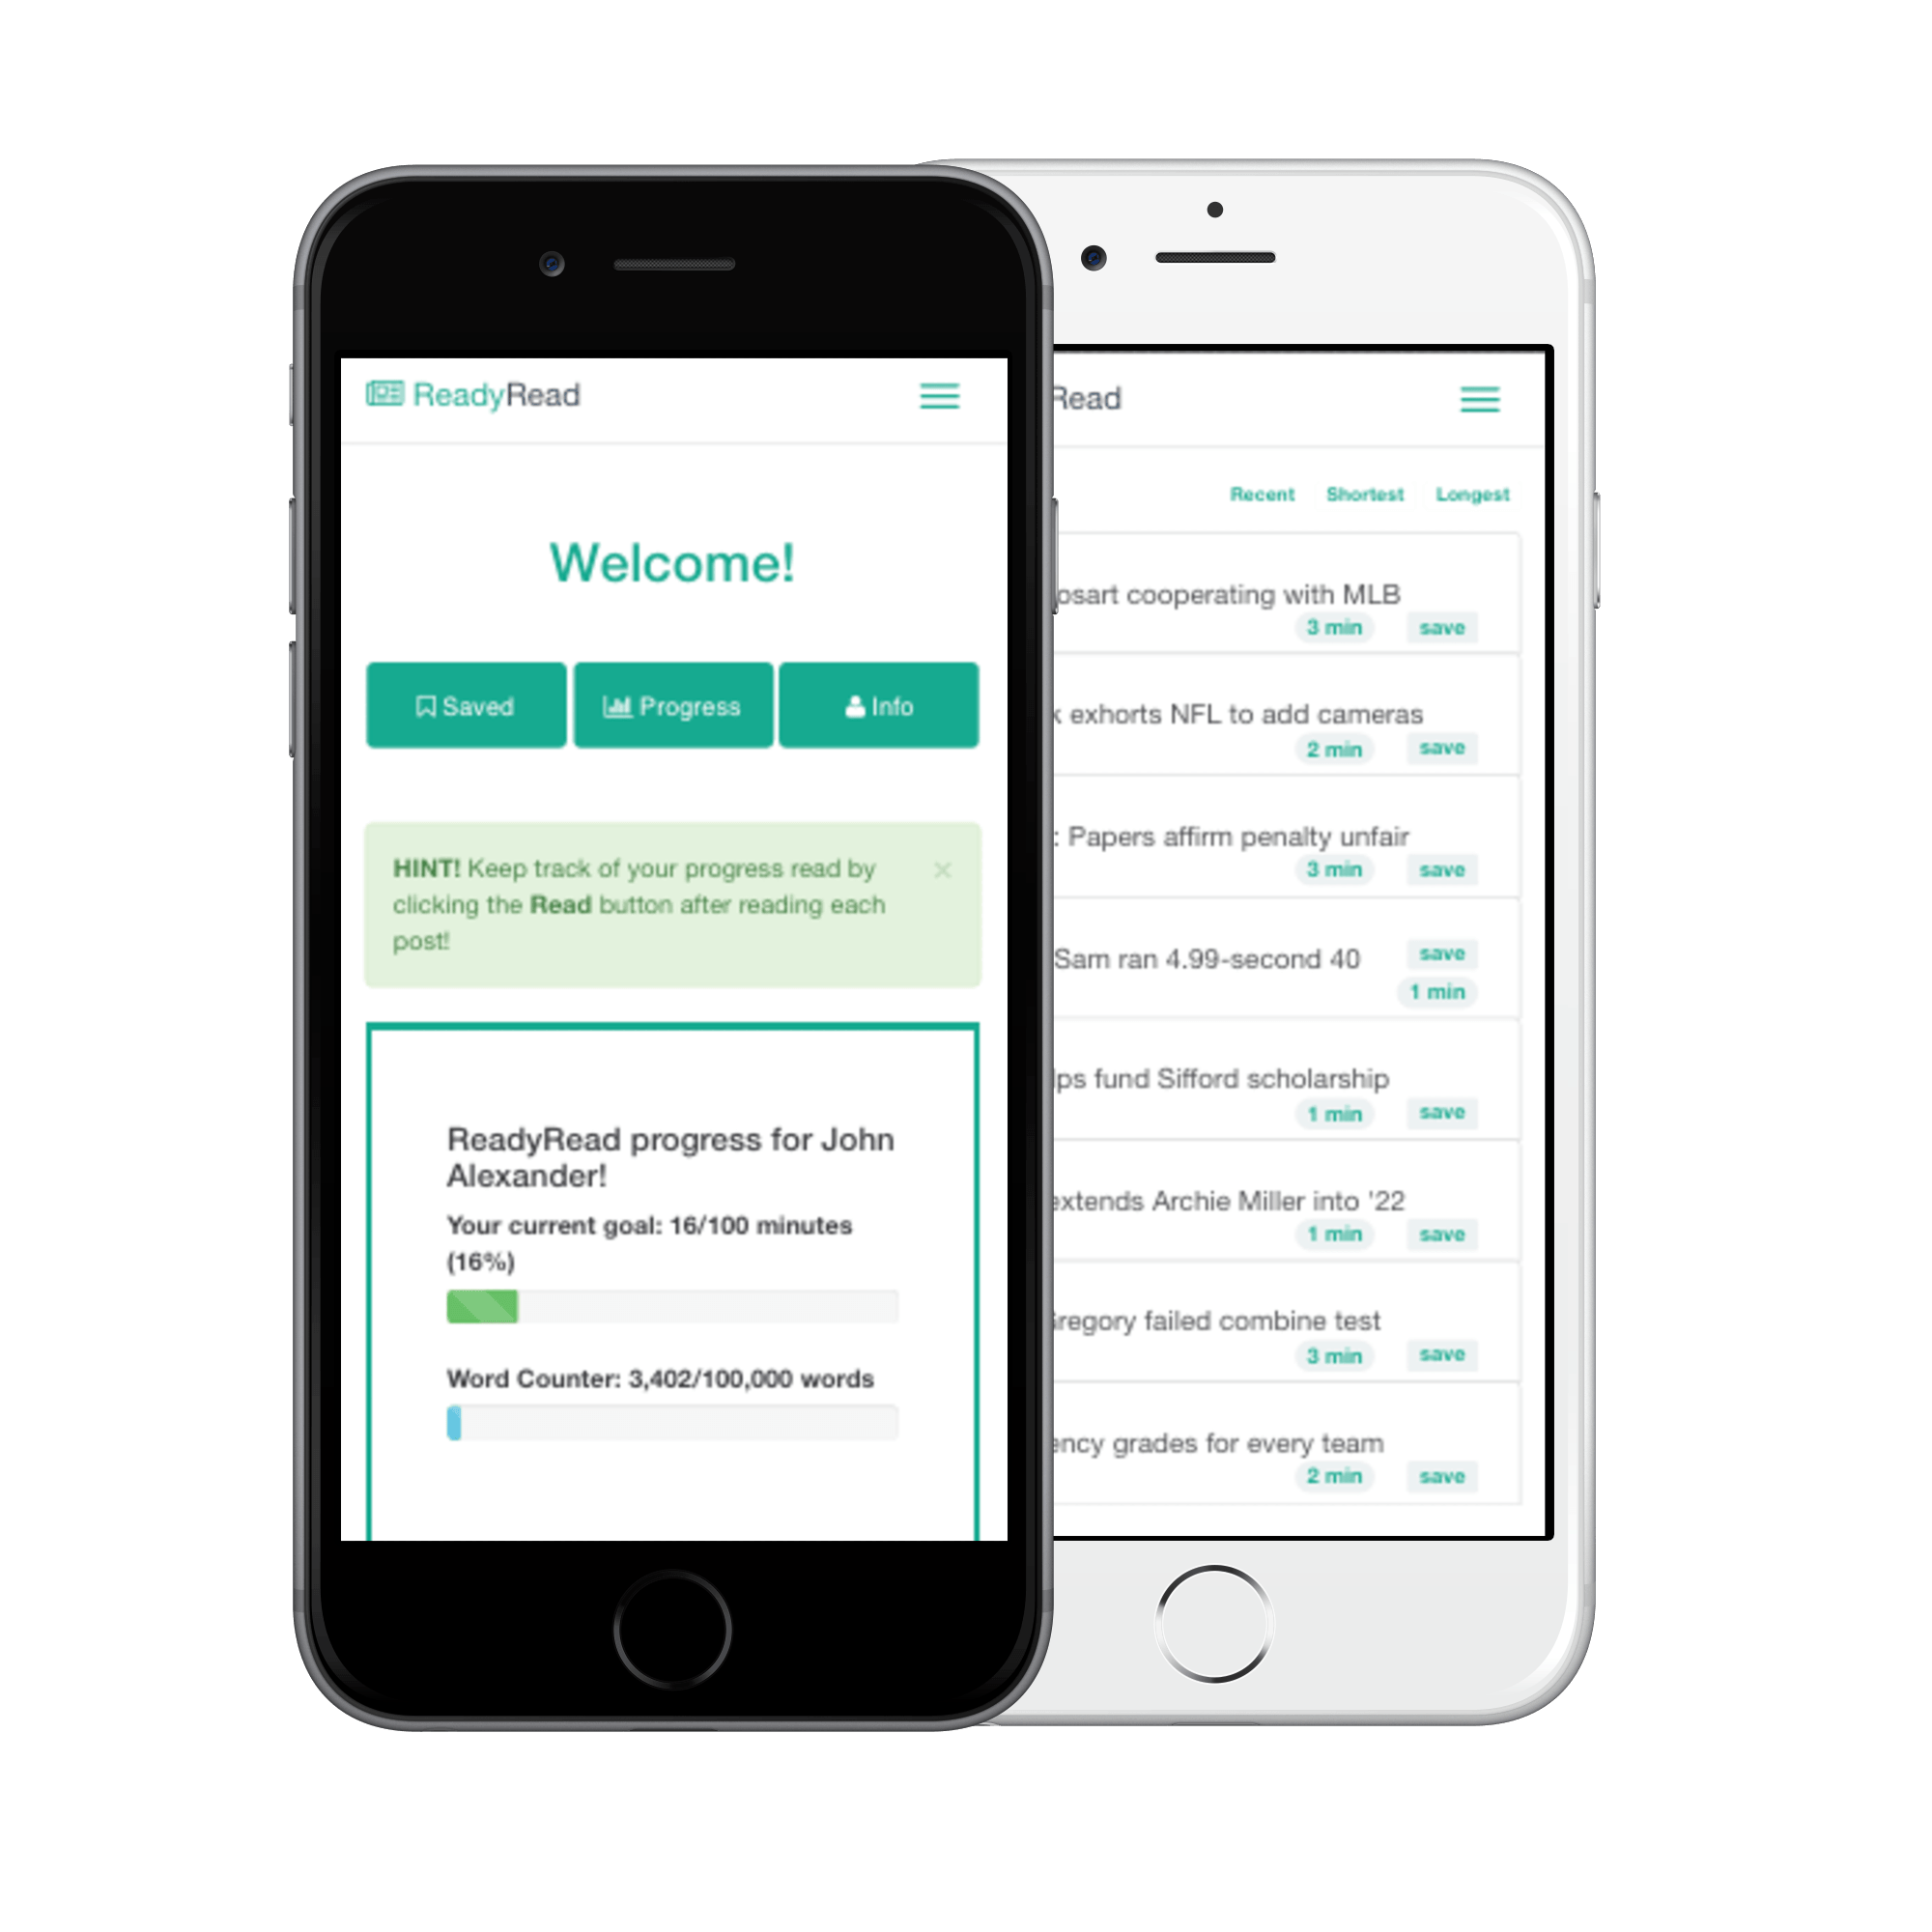 ReadyRead
Welcome!
Saved
Progress
Info
HINT! Keep track of your progress read by
clicking the Read button after reading each
post!
ReadyRead progress for John
Alexander!
Your current goal: 16/100 minutes
(16%)
Word Counter: 3,402/100,000 words
Read
Recent Shortest Longest
osart cooperating with MLB
3 min save
k exhorts NFL to add cameras
2 min save
: Papers affirm penalty unfair
3 min save
Sam ran 4.99-second 40
save
1 min
lps fund Sifford scholarship
1 min save
extends Archie Miller into '22
1 min save
Gregory failed combine test
3 min save
ency grades for every team
2 min save